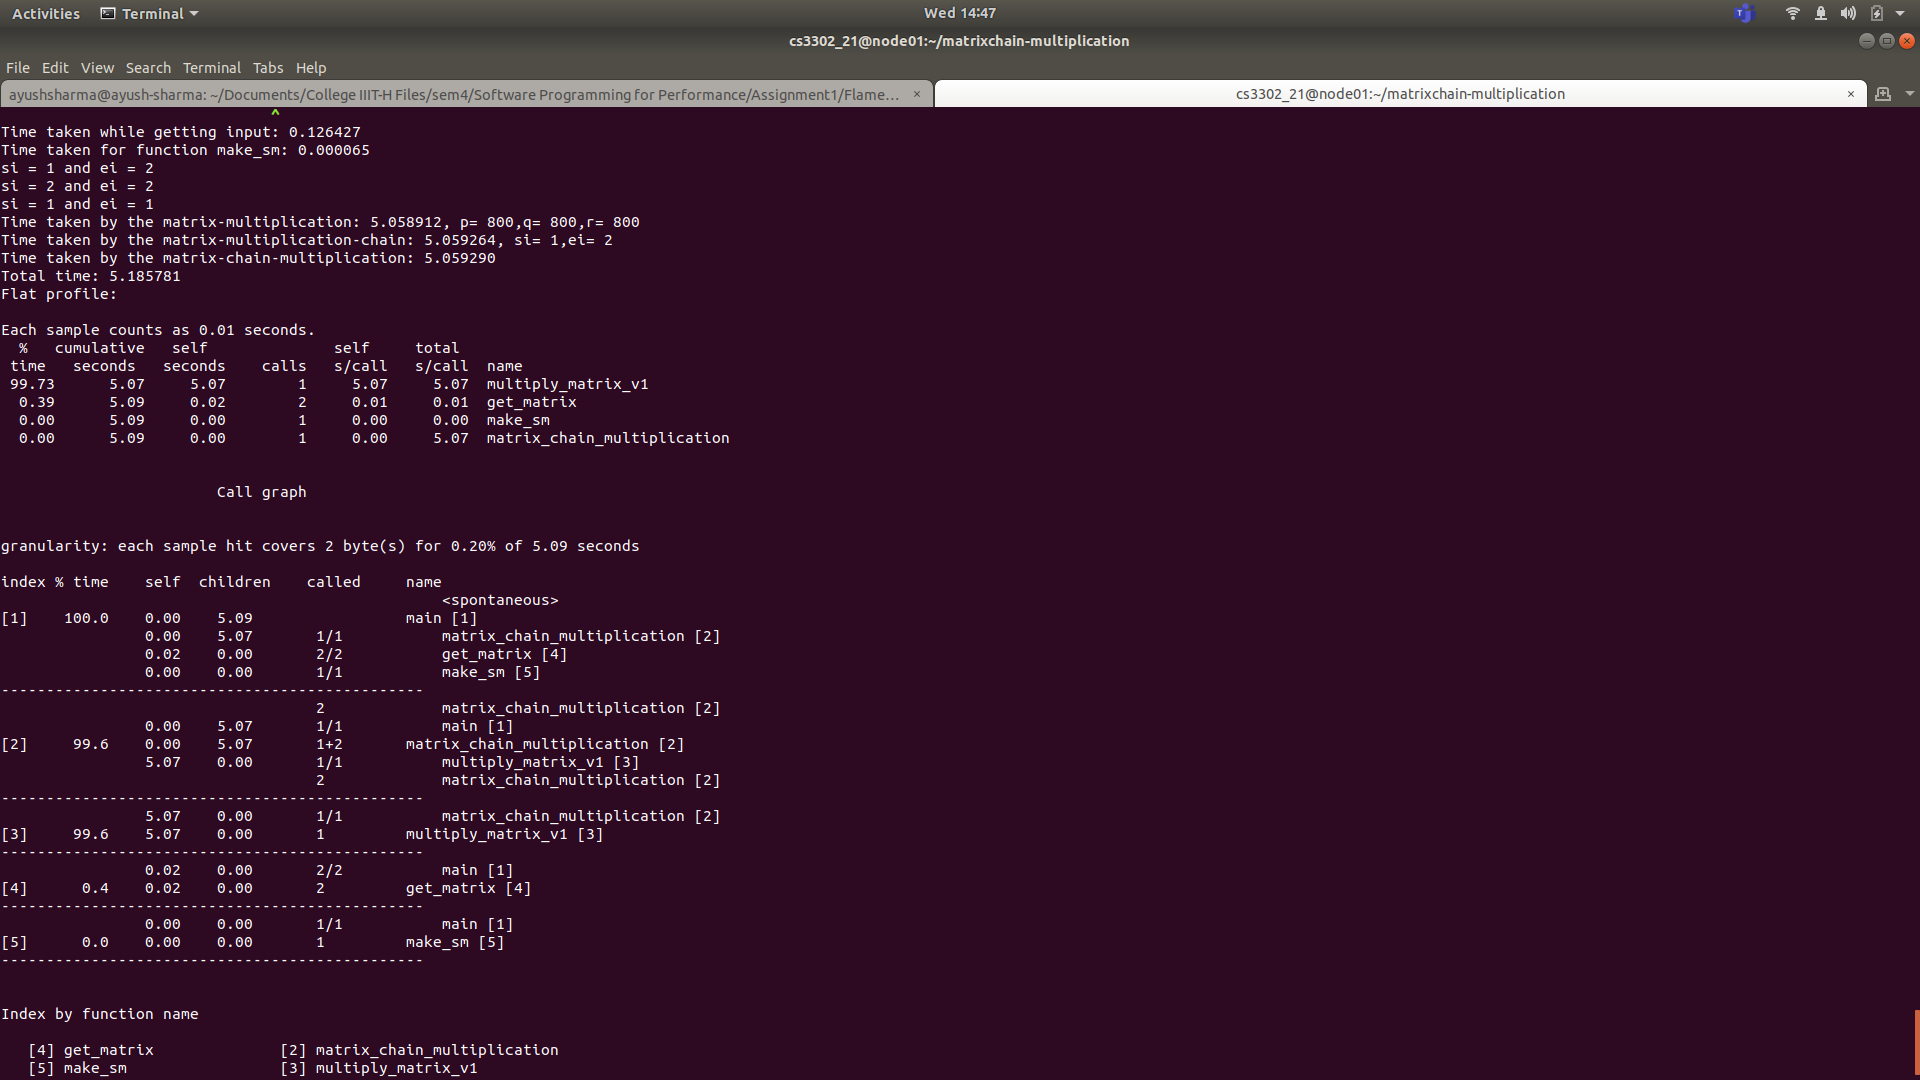 Activities Terminal Wed 14:47
cs3302_21@node01:~/matrixchain-multiplication
File Edit View Search Terminal Tabs Help
ayushsharma@ayush-sharma: ~/Documents/College IIIT-H Files/sem4/Software Programming for Performance/Assignment1/Flame... × cs3302_21@node01:~/matrixchain-multiplication ×
^
Time taken while getting input: 0.126427
Time taken for function make_sm: 0.000065
si = 1 and ei = 2
si = 2 and ei = 2
si = 1 and ei = 1
Time taken by the matrix-multiplication: 5.058912, p= 800,q= 800,r= 800
Time taken by the matrix-multiplication-chain: 5.059264, si= 1,ei= 2
Time taken by the matrix-chain-multiplication: 5.059290
Total time: 5.185781
Flat profile:
Each sample counts as 0.01 seconds.
% cumulative self self total
time seconds seconds calls s/call s/call name
99.73 5.07 5.07 1 5.07 5.07 multiply_matrix_v1
0.39 5.09 0.02 2 0.01 0.01 get_matrix
0.00 5.09 0.00 1 0.00 0.00 make_sm
0.00 5.09 0.00 1 0.00 5.07 matrix_chain_multiplication
Call graph
granularity: each sample hit covers 2 byte(s) for 0.20% of 5.09 seconds
index % time self children called name
<spontaneous>
[1] 100.0 0.00 5.09 main [1]
0.00 5.07 1/1 matrix_chain_multiplication [2]
0.02 0.00 2/2 get_matrix [4]
0.00 0.00 1/1 make_sm [5]
-----------------------------------------------
2 matrix_chain_multiplication [2]
0.00 5.07 1/1 main [1]
[2] 99.6 0.00 5.07 1+2 matrix_chain_multiplication [2]
5.07 0.00 1/1 multiply_matrix_v1 [3]
2 matrix_chain_multiplication [2]
-----------------------------------------------
5.07 0.00 1/1 matrix_chain_multiplication [2]
[3] 99.6 5.07 0.00 1 multiply_matrix_v1 [3]
-----------------------------------------------
0.02 0.00 2/2 main [1]
[4] 0.4 0.02 0.00 2 get_matrix [4]
-----------------------------------------------
0.00 0.00 1/1 main [1]
[5] 0.0 0.00 0.00 1 make_sm [5]
-----------------------------------------------
Index by function name
[4] get_matrix [2] matrix_chain_multiplication
[5] make_sm [3] multiply_matrix_v1